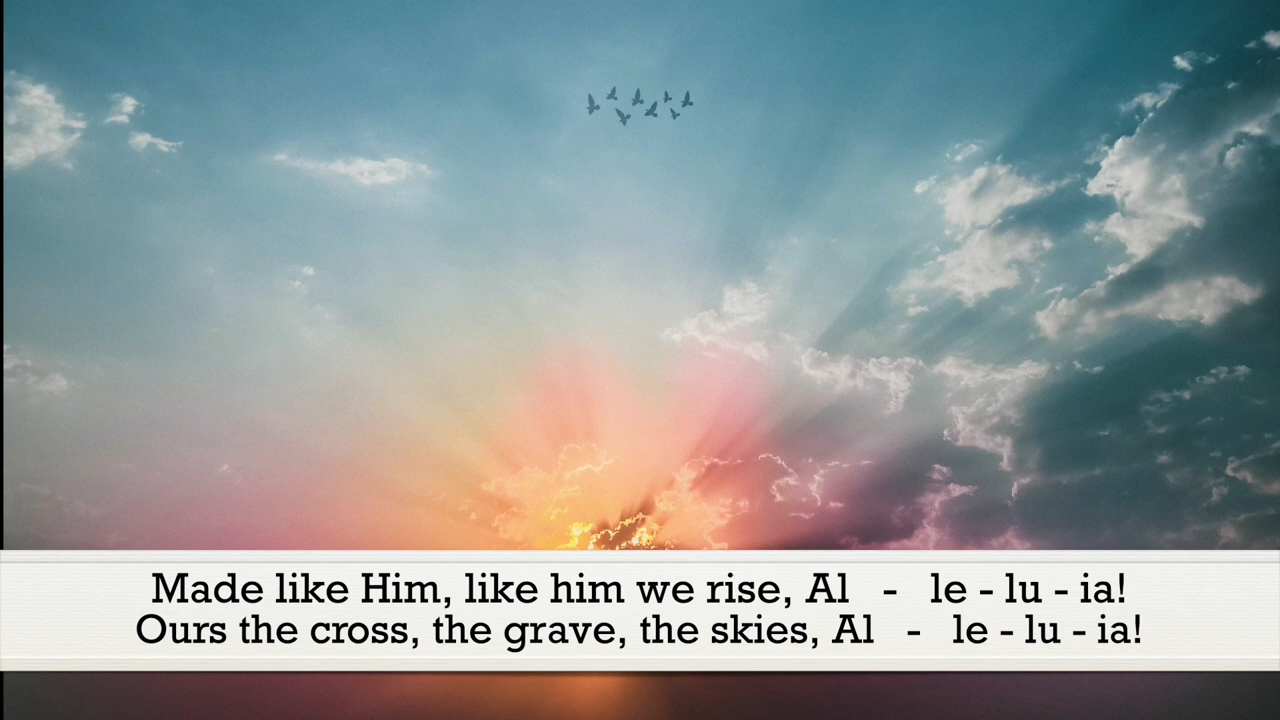 Made like Him, like him we rise, Al - le - lu - ia!
Ours the cross, the grave, the skies, Al - le - lu - ia!